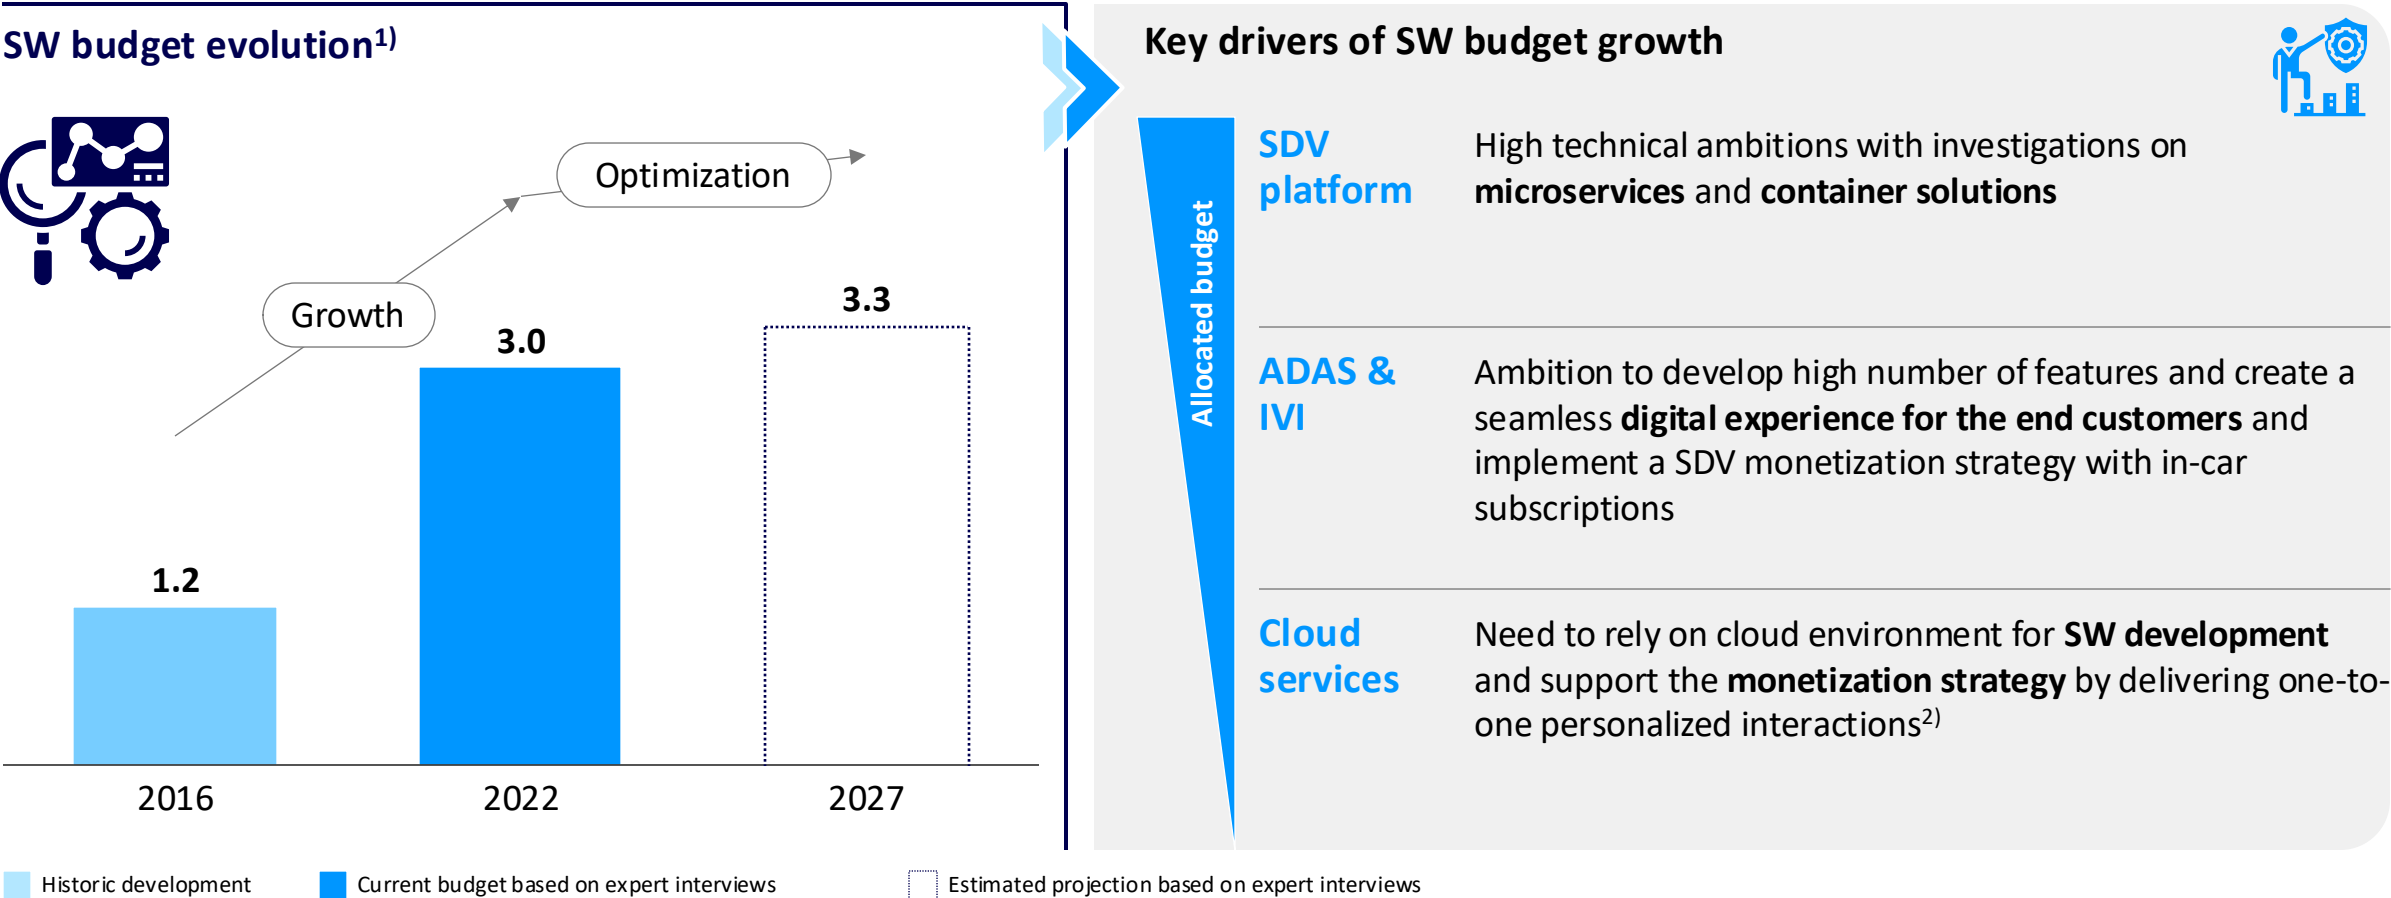 SW budget evolution1)
Optimization
Growth
3.3
3.0
1.2
2016
2022
2027
Key drivers of SW budget growth
Allocated budget
SDV
platform
High technical ambitions with investigations on
microservices and container solutions
ADAS &
IVI
Ambition to develop high number of features and create a
seamless digital experience for the end customers and
implement a SDV monetization strategy with in-car
subscriptions
Cloud
services
Need to rely on cloud environment for SW development
and support the monetization strategy by delivering one-to-
one personalized interactions2)
Historic development
Current budget based on expert interviews
Estimated projection based on expert interviews